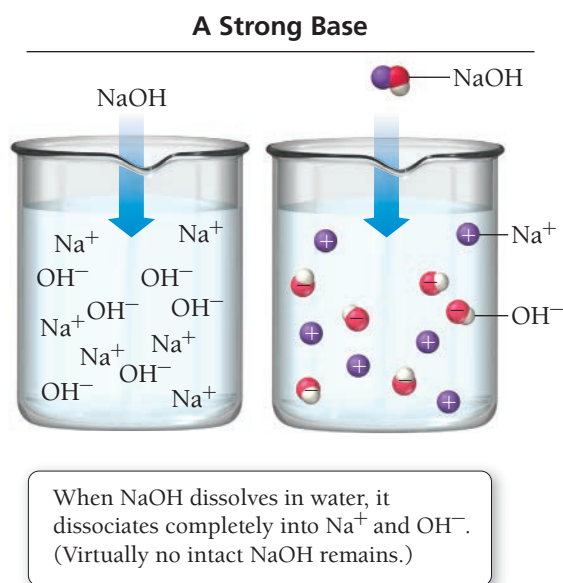 A Strong Base
NaOH
NaOH
Na⁺
Na⁺
OH⁻
OH⁻
Na⁺
OH⁻
OH⁻
Na⁺
Na⁺
OH⁻
OH⁻
Na⁺
+
+
Na⁺
−
−
−
−
OH⁻
+
+
+
−
−
+
When NaOH dissolves in water, it
dissociates completely into Na⁺ and OH⁻.
(Virtually no intact NaOH remains.)